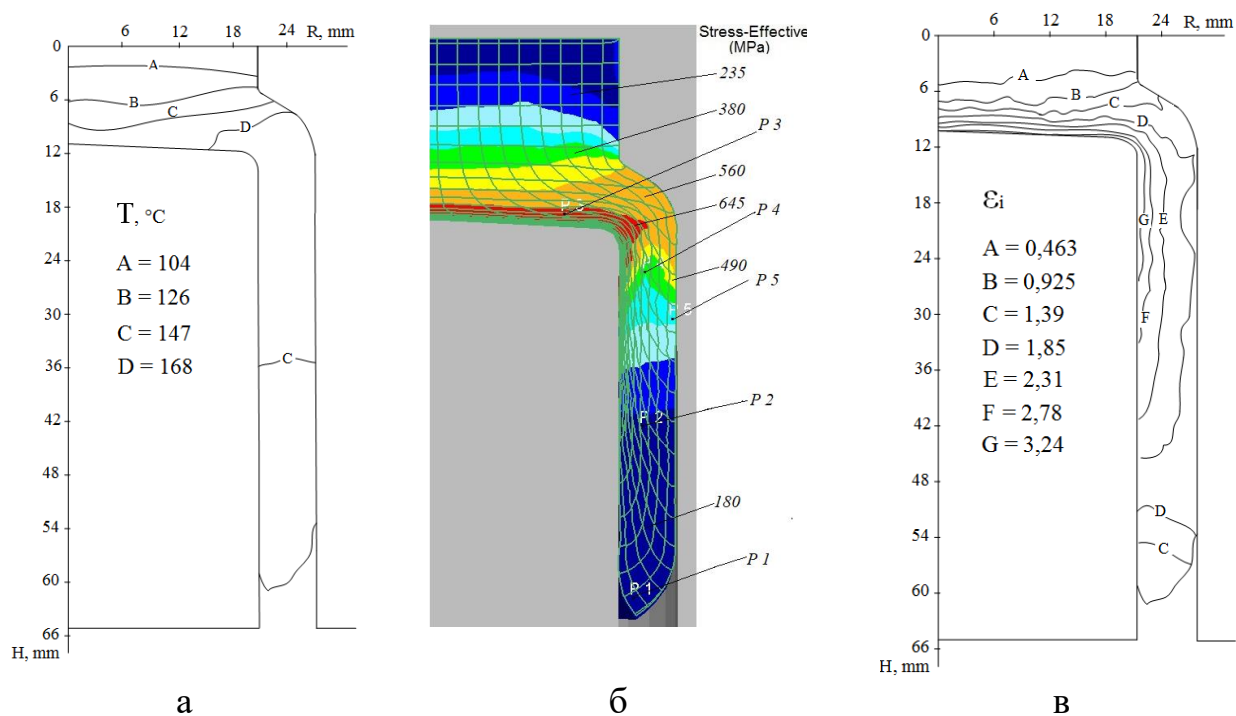 6 12 18 24 R, mm
0
A
6
B
C
D
12
18
T, °C
24
A = 104
B = 126
30
C = 147
D = 168
36
C
42
48
54
60
66
H, mm
а
Stress-Effective
(MPa)
235
380
P 3
560
645
P 4
490
P 5
P 2
P 2
180
P 1
P 1
б
6 12 18 24 R, mm
0
A
6
B
C
D
12
18
εi
G E
24
A = 0,463
B = 0,925
30
F
C = 1,39
D = 1,85
36
E = 2,31
F = 2,78
42
G = 3,24
48
D
54
C
60
66
H, mm
в